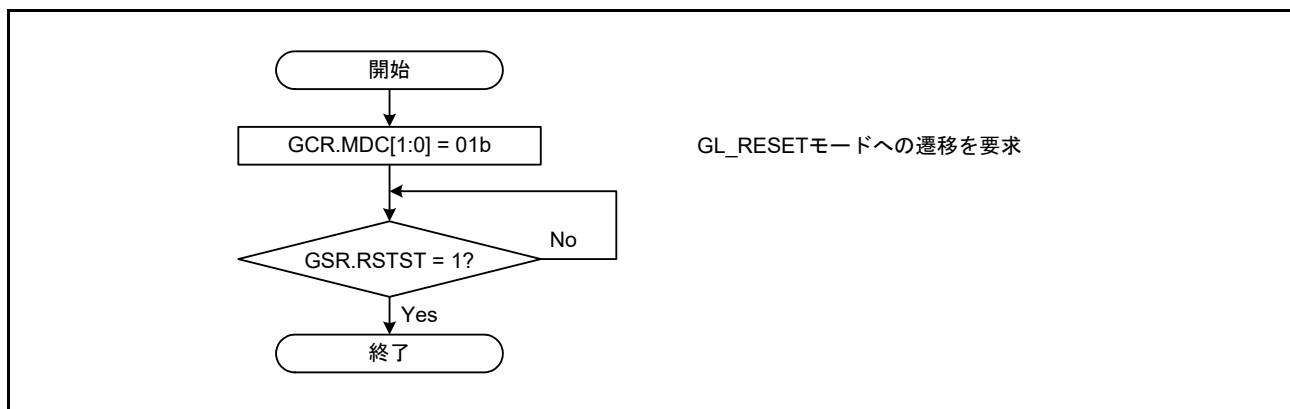 開始
GCR.MDC[1:0] = 01b
GL_RESETモードへの遷移を要求
No
GSR.RSTST = 1?
Yes
終了